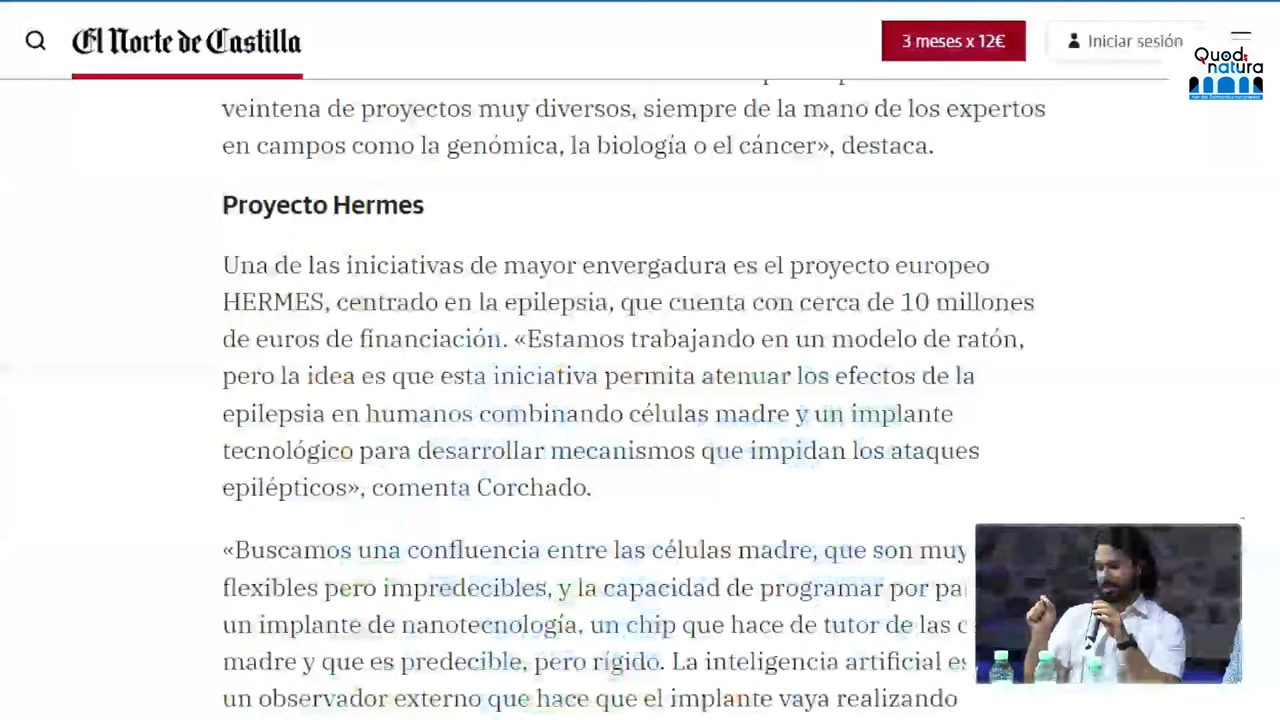 El Norte de Castilla
3 meses x 12€
Iniciar sesión
Quod
natura
veintena de proyectos muy diversos, siempre de la mano de los expertos
en campos como la genómica, la biología o el cáncer», destaca.
Proyecto Hermes
Una de las iniciativas de mayor envergadura es el proyecto europeo
HERMES, centrado en la epilepsia, que cuenta con cerca de 10 millones
de euros de financiación. «Estamos trabajando en un modelo de ratón,
pero la idea es que esta iniciativa permita atenuar los efectos de la
epilepsia en humanos combinando células madre y un implante
tecnológico para desarrollar mecanismos que impidan los ataques
epilépticos», comenta Corchado.
«Buscamos una confluencia entre las células madre, que son muy
flexibles pero impredecibles, y la capacidad de programar por pa
un implante de nanotecnología, un chip que hace de tutor de las c
madre y que es predecible, pero rígido. La inteligencia artificial es
un observador externo que hace que el implante vaya realizando